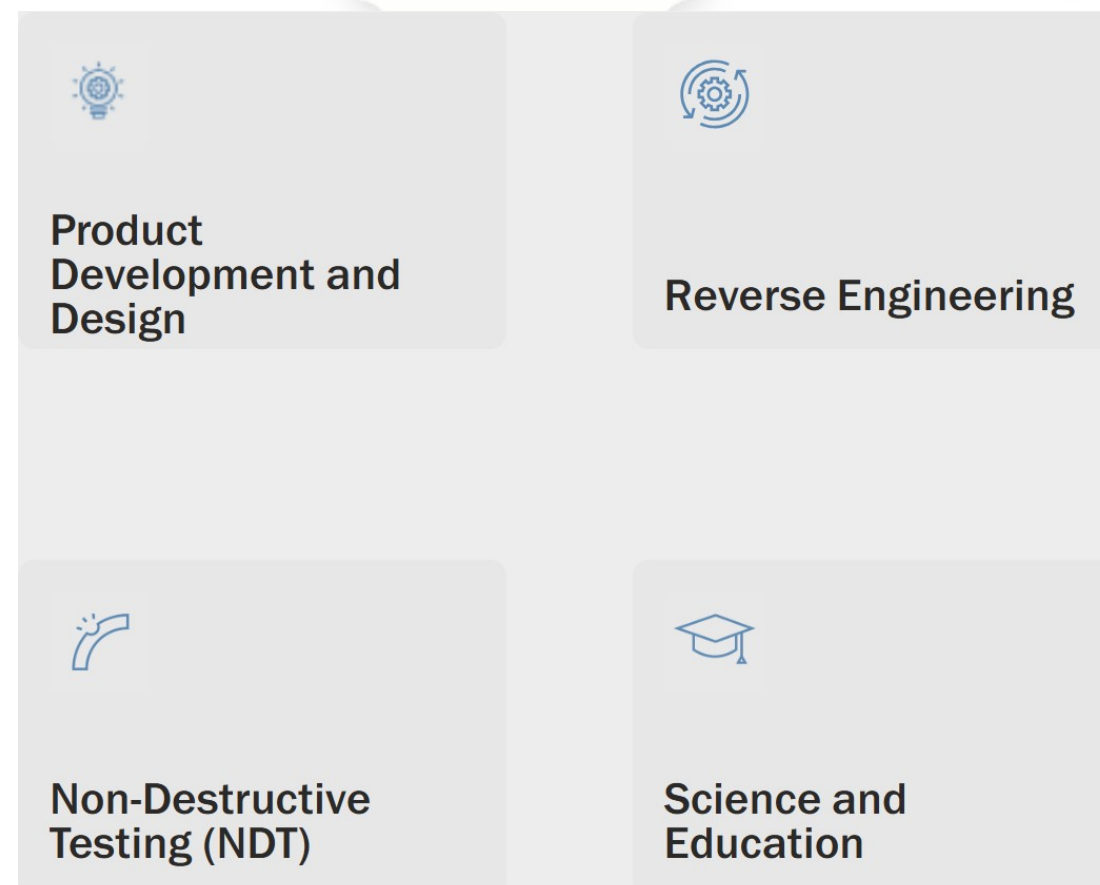 Product
Development and
Design
Reverse Engineering
Non-Destructive
Testing (NDT)
Science and
Education